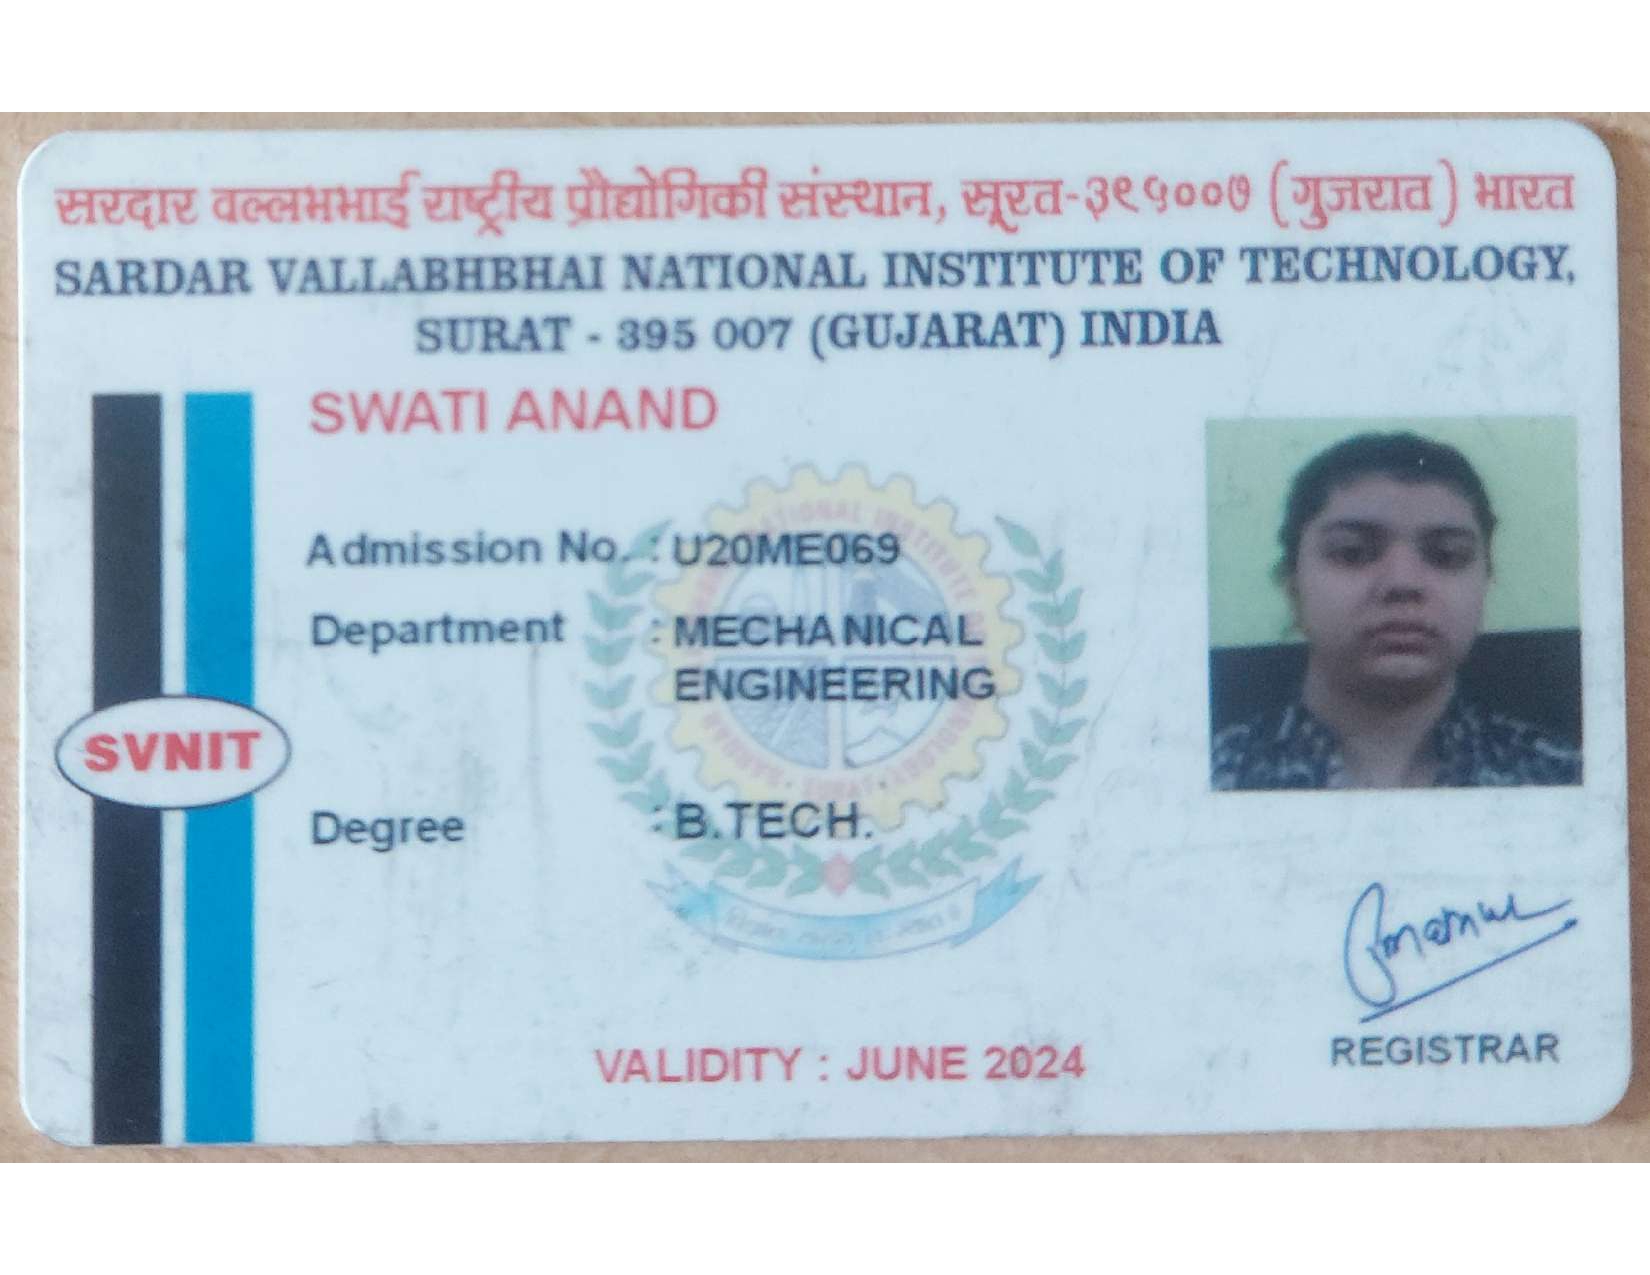 सरदार वल्लभभाई राष्ट्रीय प्रौद्योगिकी संस्थान, सूरत-३९५००७ (गुजरात) भारत
SARDAR VALLABHBHAI NATIONAL INSTITUTE OF TECHNOLOGY,
SURAT - 395 007 (GUJARAT) INDIA
SWATI ANAND
Admission No. : U20ME069
Department : MECHANICAL
ENGINEERING
SVNIT
Degree : B.TECH.
VALIDITY : JUNE 2024
REGISTRAR